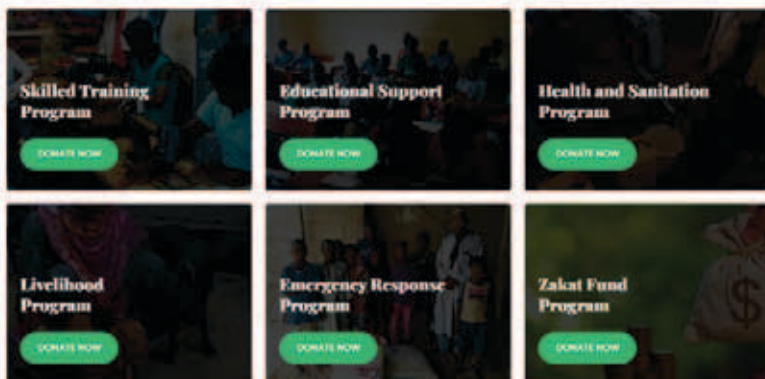 Skilled Training
Program
DONATE NOW
Educational Support
Program
DONATE NOW
Health and Sanitation
Program
DONATE NOW
Livelihood
Program
DONATE NOW
Emergency Response
Program
DONATE NOW
Zakat Fund
Program
DONATE NOW
$